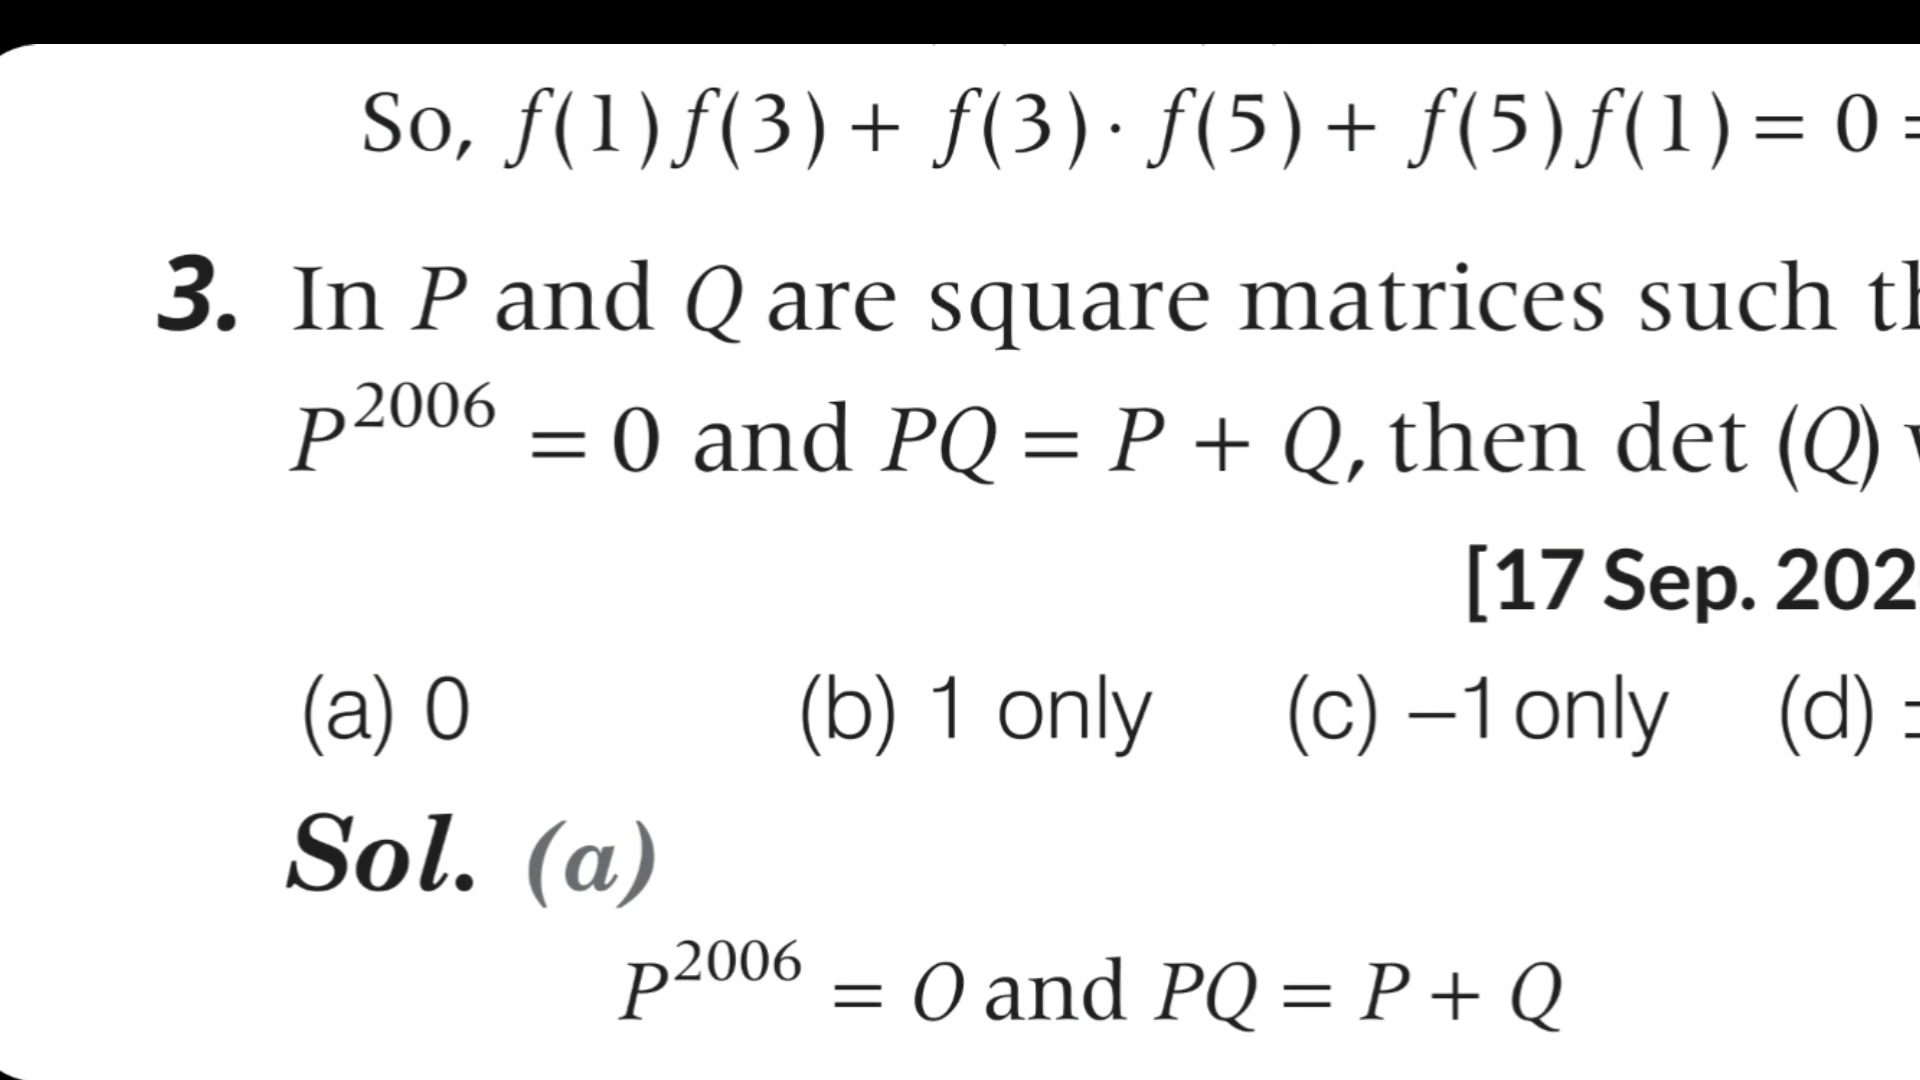 So, f(1)f(3) + f(3) · f(5) + f(5)f(1) = 0 =
3. In P and Q are square matrices such
P^2006 = 0 and PQ = P + Q, then det (Q)
[17 Sep. 202
(a) 0 (b) 1 only (c) –1 only (d)
Sol. (a)
P^2006 = O and PQ = P + Q